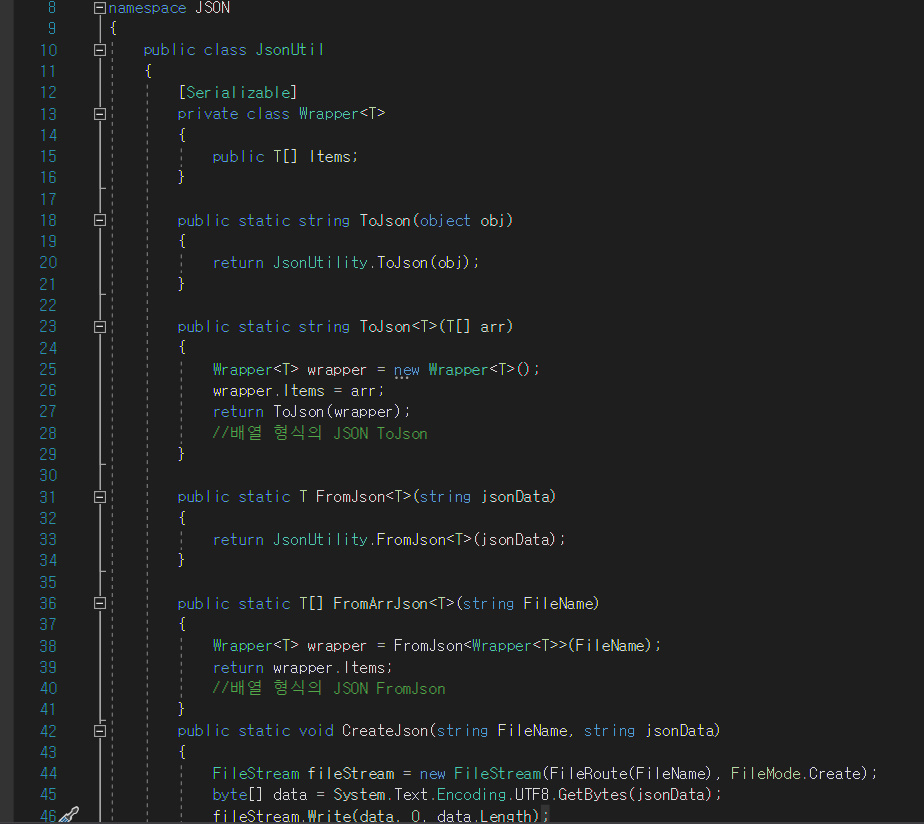 8 namespace JSON
9 {
10 public class JsonUtil
11 {
12 [Serializable]
13 private class Wrapper<T>
14 {
15 public T[] Items;
16 }
17
18 public static string ToJson(object obj)
19 {
20 return JsonUtility.ToJson(obj);
21 }
22
23 public static string ToJson<T>(T[] arr)
24 {
25 Wrapper<T> wrapper = new Wrapper<T>();
26 wrapper.Items = arr;
27 return ToJson(wrapper);
28 //배열 형식의 JSON ToJson
29 }
30
31 public static T FromJson<T>(string jsonData)
32 {
33 return JsonUtility.FromJson<T>(jsonData);
34 }
35
36 public static T[] FromArrJson<T>(string FileName)
37 {
38 Wrapper<T> wrapper = FromJson<Wrapper<T>>(FileName);
39 return wrapper.Items;
40 //배열 형식의 JSON FromJson
41 }
42 public static void CreateJson(string FileName, string jsonData)
43 {
44 FileStream fileStream = new FileStream(FileRoute(FileName), FileMode.Create);
45 byte[] data = System.Text.Encoding.UTF8.GetBytes(jsonData);
46 fileStream.Write(data, 0, data.Length);